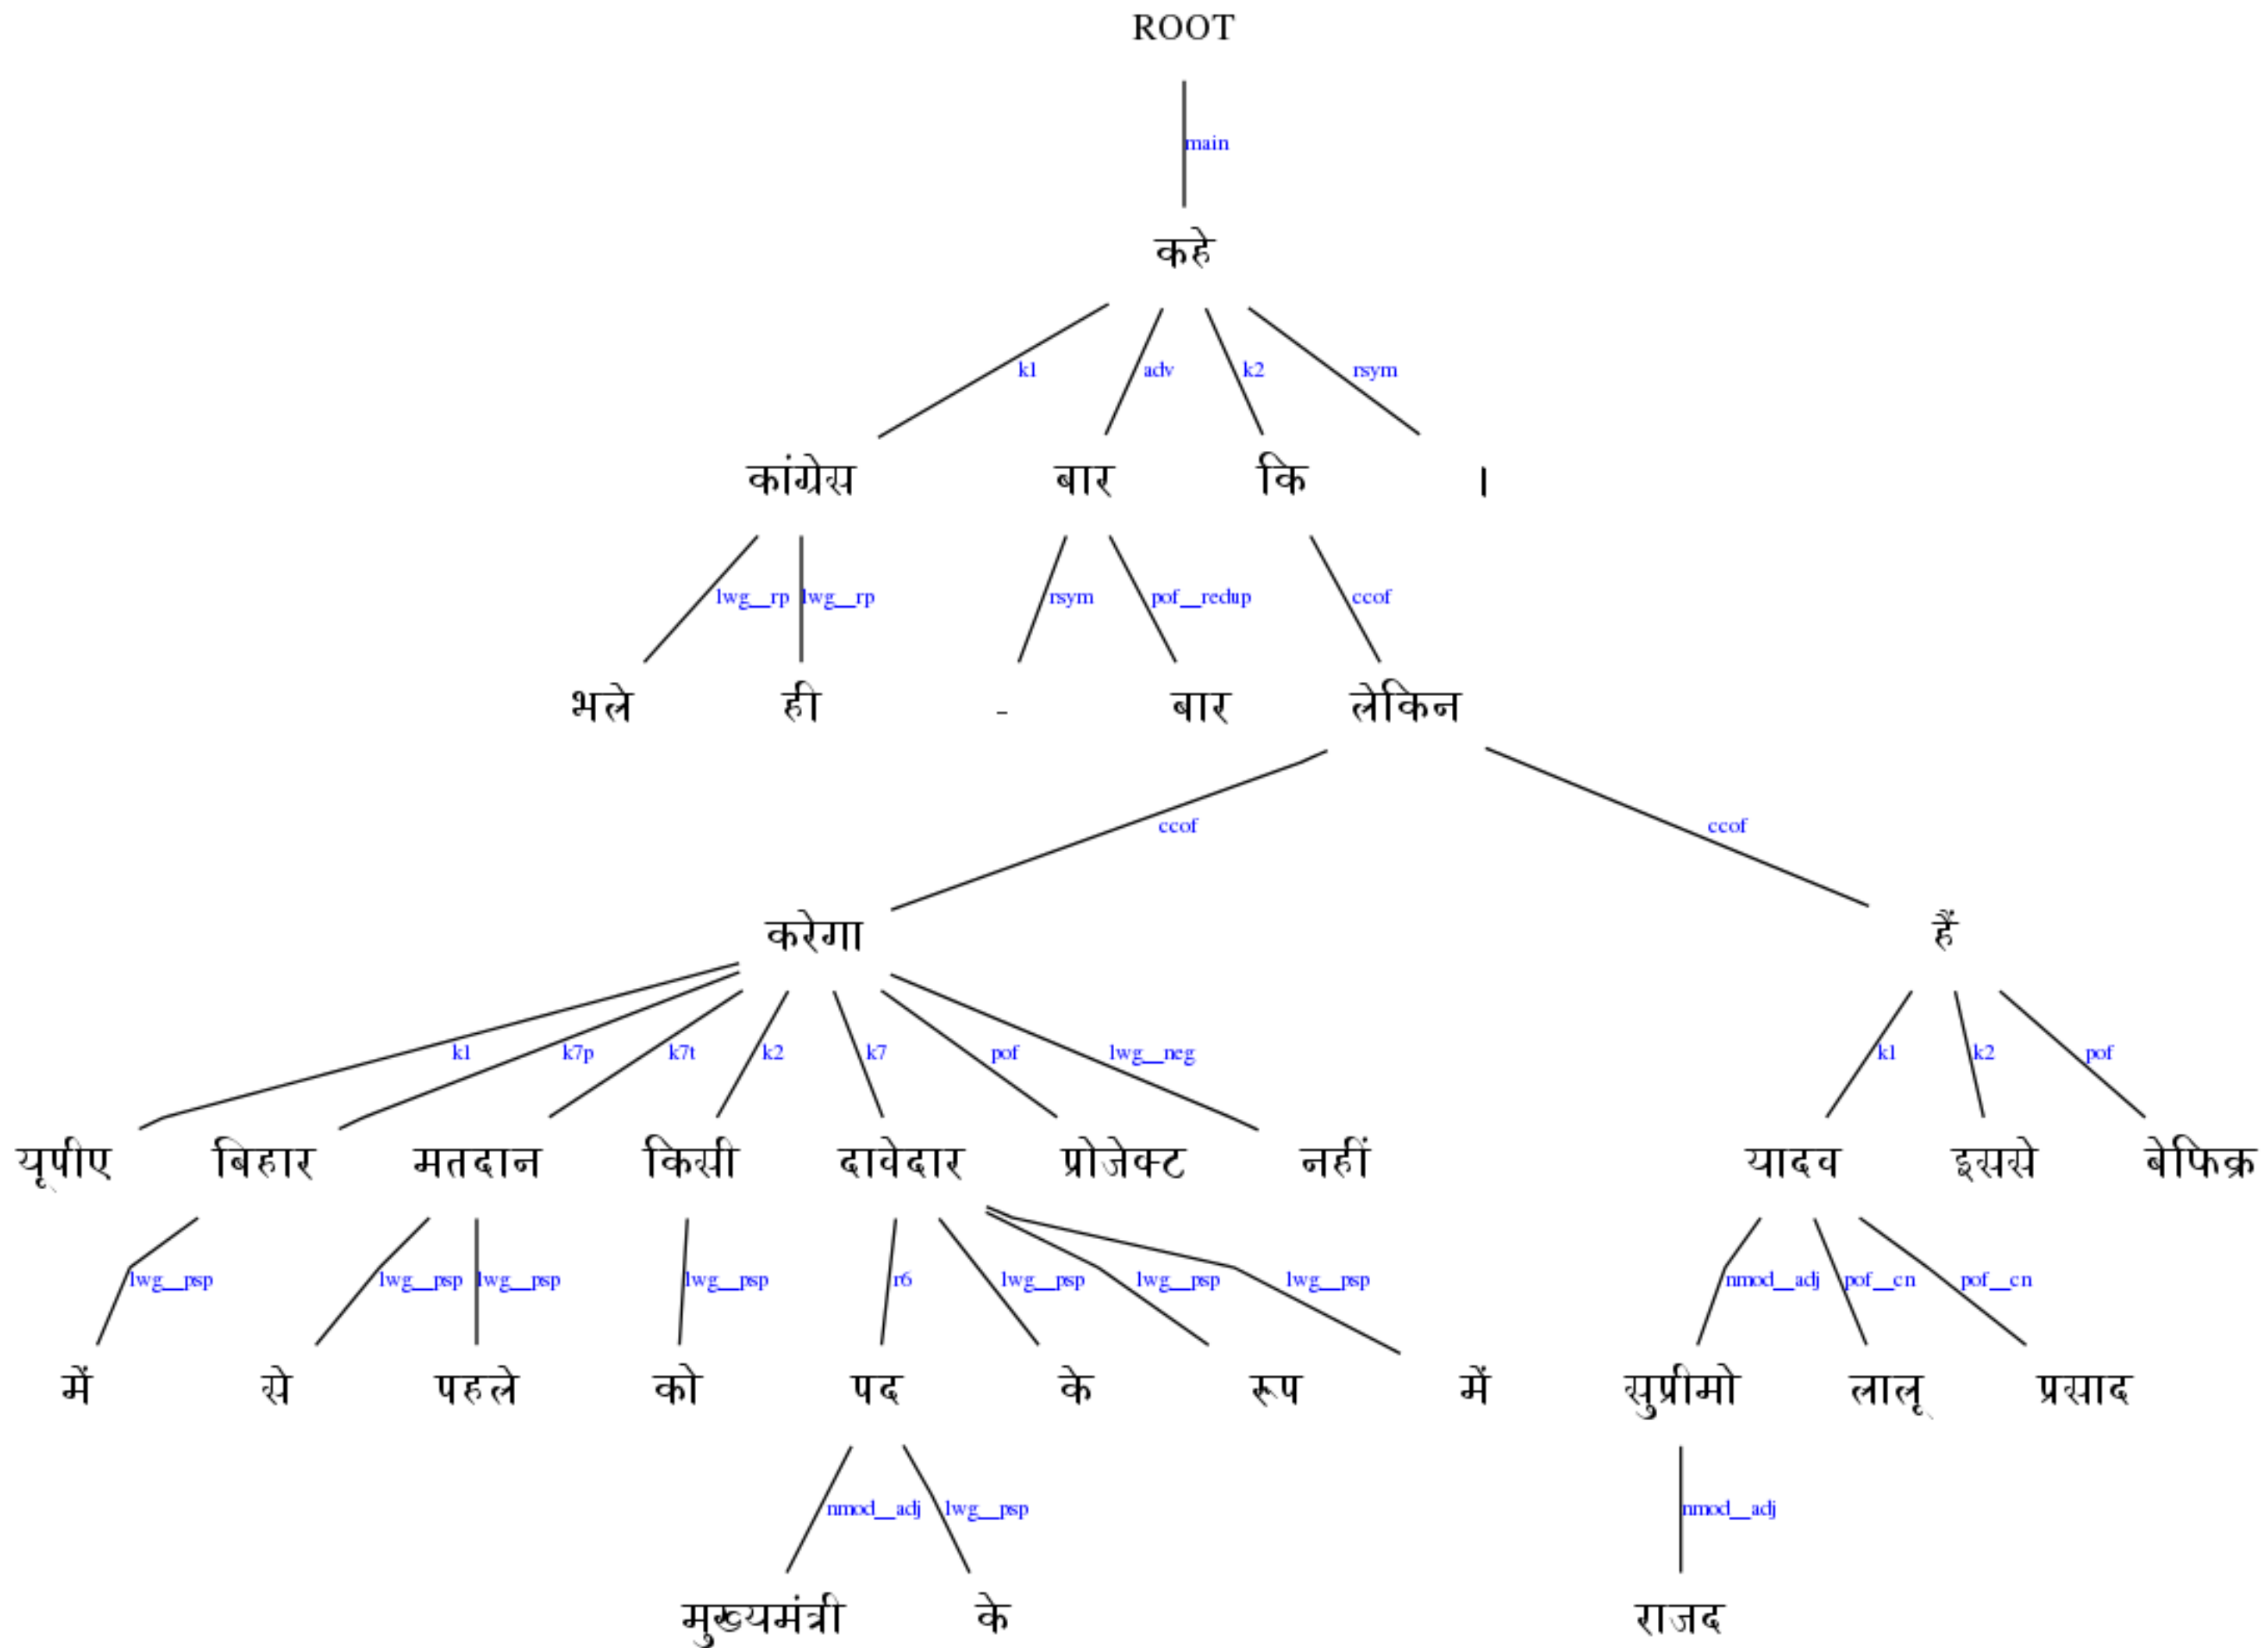 ROOT
main
कहे
k1 adv k2 rsym
कांग्रेस बार कि ।
lwg__rp lwg__rp rsym pof__redup ccof
भले ही - बार लेकिन
ccof ccof
करेगा हैं
k1 k7p k7t k2 k7 pof lwg__neg k1 k2 pof
यूपीए बिहार मतदान किसी दावेदार प्रोजेक्ट नहीं यादव इससे बेफिक्र
lwg__psp lwg__psp lwg__psp lwg__psp r6 lwg__psp lwg__psp lwg__psp nmod__adj pof__cn pof__cn
में से पहले को पद के रूप में सुप्रीमो लालू प्रसाद
nmod__adj lwg__psp nmod__adj
मुख्यमंत्री के राजद